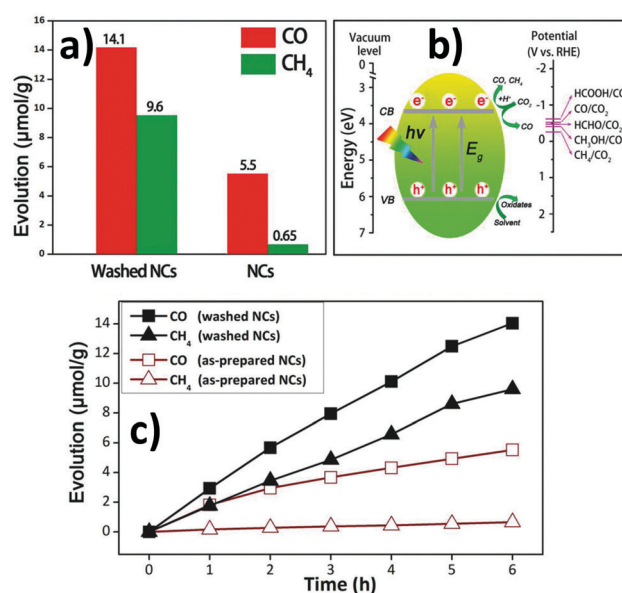 a)
Evolution (µmol/g)
16
14
12
10
8
6
4
2
0
14.1
9.6
5.5
0.65
CO
CH4
Washed NCs
NCs
b)
Vacuum
level
Potential
(V vs. RHE)
Energy (eV)
0
3
4
5
6
7
CB
VB
e- e- e-
hν
Eg
h+ h+ h+
CO, CH4
+H+
CO2
CO
Oxidates
Solvent
-2
-1
0
1
2
HCOOH/CO
CO/CO2
HCHO/CO2
CH3OH/CO
CH4/CO2
c)
CO (washed NCs)
CH4 (washed NCs)
CO (as-prepared NCs)
CH4 (as-prepared NCs)
Evolution (µmol/g)
14
12
10
8
6
4
2
0
0 1 2 3 4 5 6
Time (h)